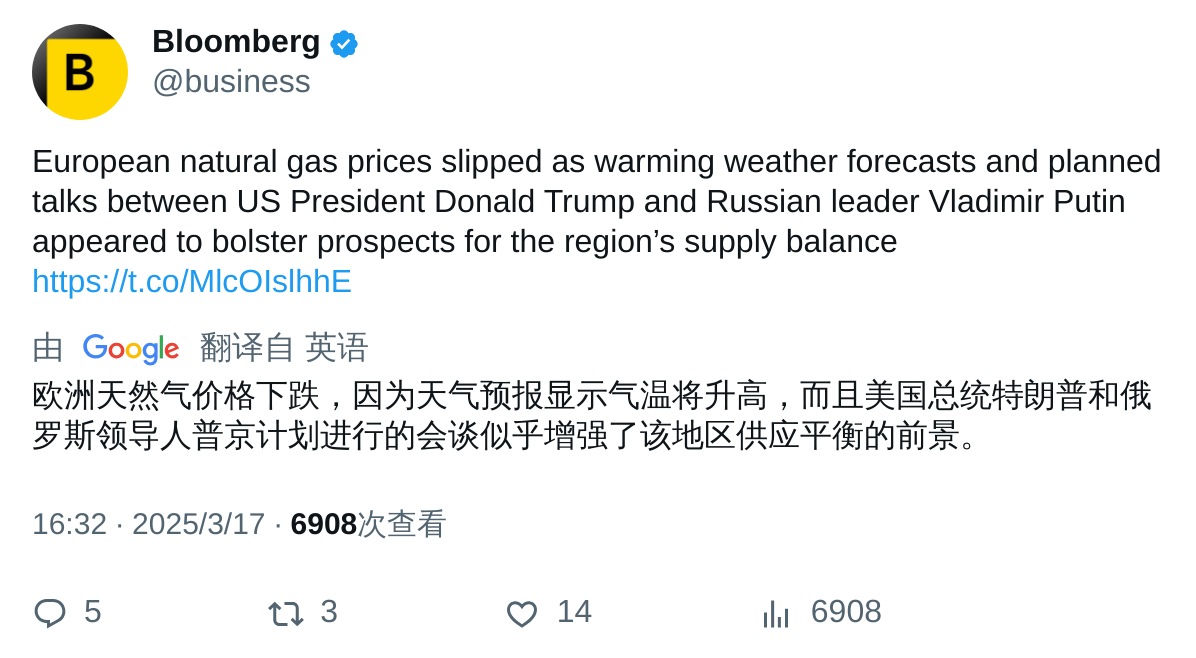 B
Bloomberg
@business
European natural gas prices slipped as warming weather forecasts and planned
talks between US President Donald Trump and Russian leader Vladimir Putin
appeared to bolster prospects for the region’s supply balance
https://t.co/MlcOIslhhE
由 Google 翻译自 英语
欧洲天然气价格下跌，因为天气预报显示气温将升高，而且美国总统特朗普和俄
罗斯领导人普京计划进行的会谈似乎增强了该地区供应平衡的前景。
16:32 · 2025/3/17 · 6908次查看
5 3 14 6908